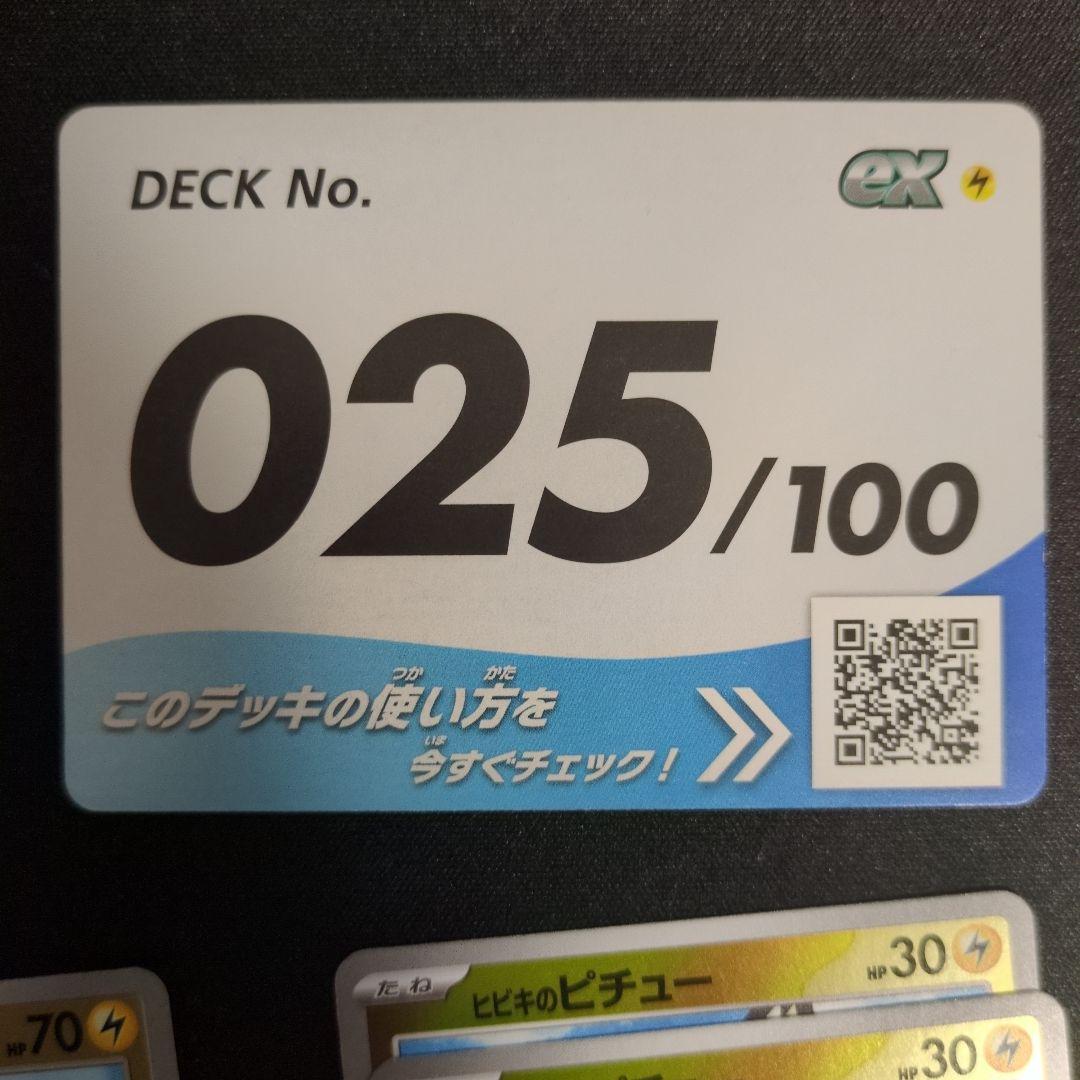 DECK No.
ex
025/100
このデッキの使い方を
今すぐチェック!
たね
ヒビキのピチュー
HP30
HP70
HP30